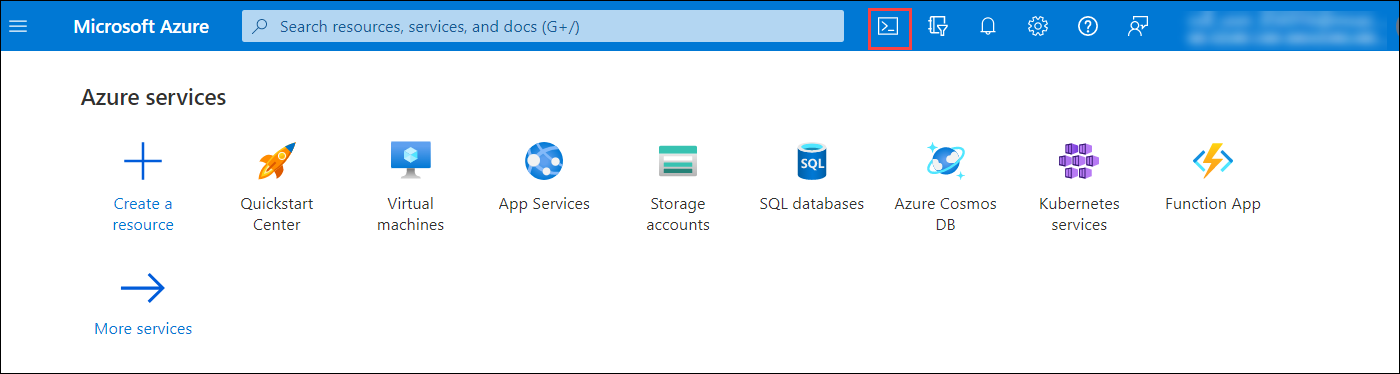 Microsoft Azure
Search resources, services, and docs (G+/)
Azure services
Create a
resource
Quickstart
Center
Virtual
machines
App Services
Storage
accounts
SQL
SQL databases
Azure Cosmos
DB
Kubernetes
services
Function App
More services